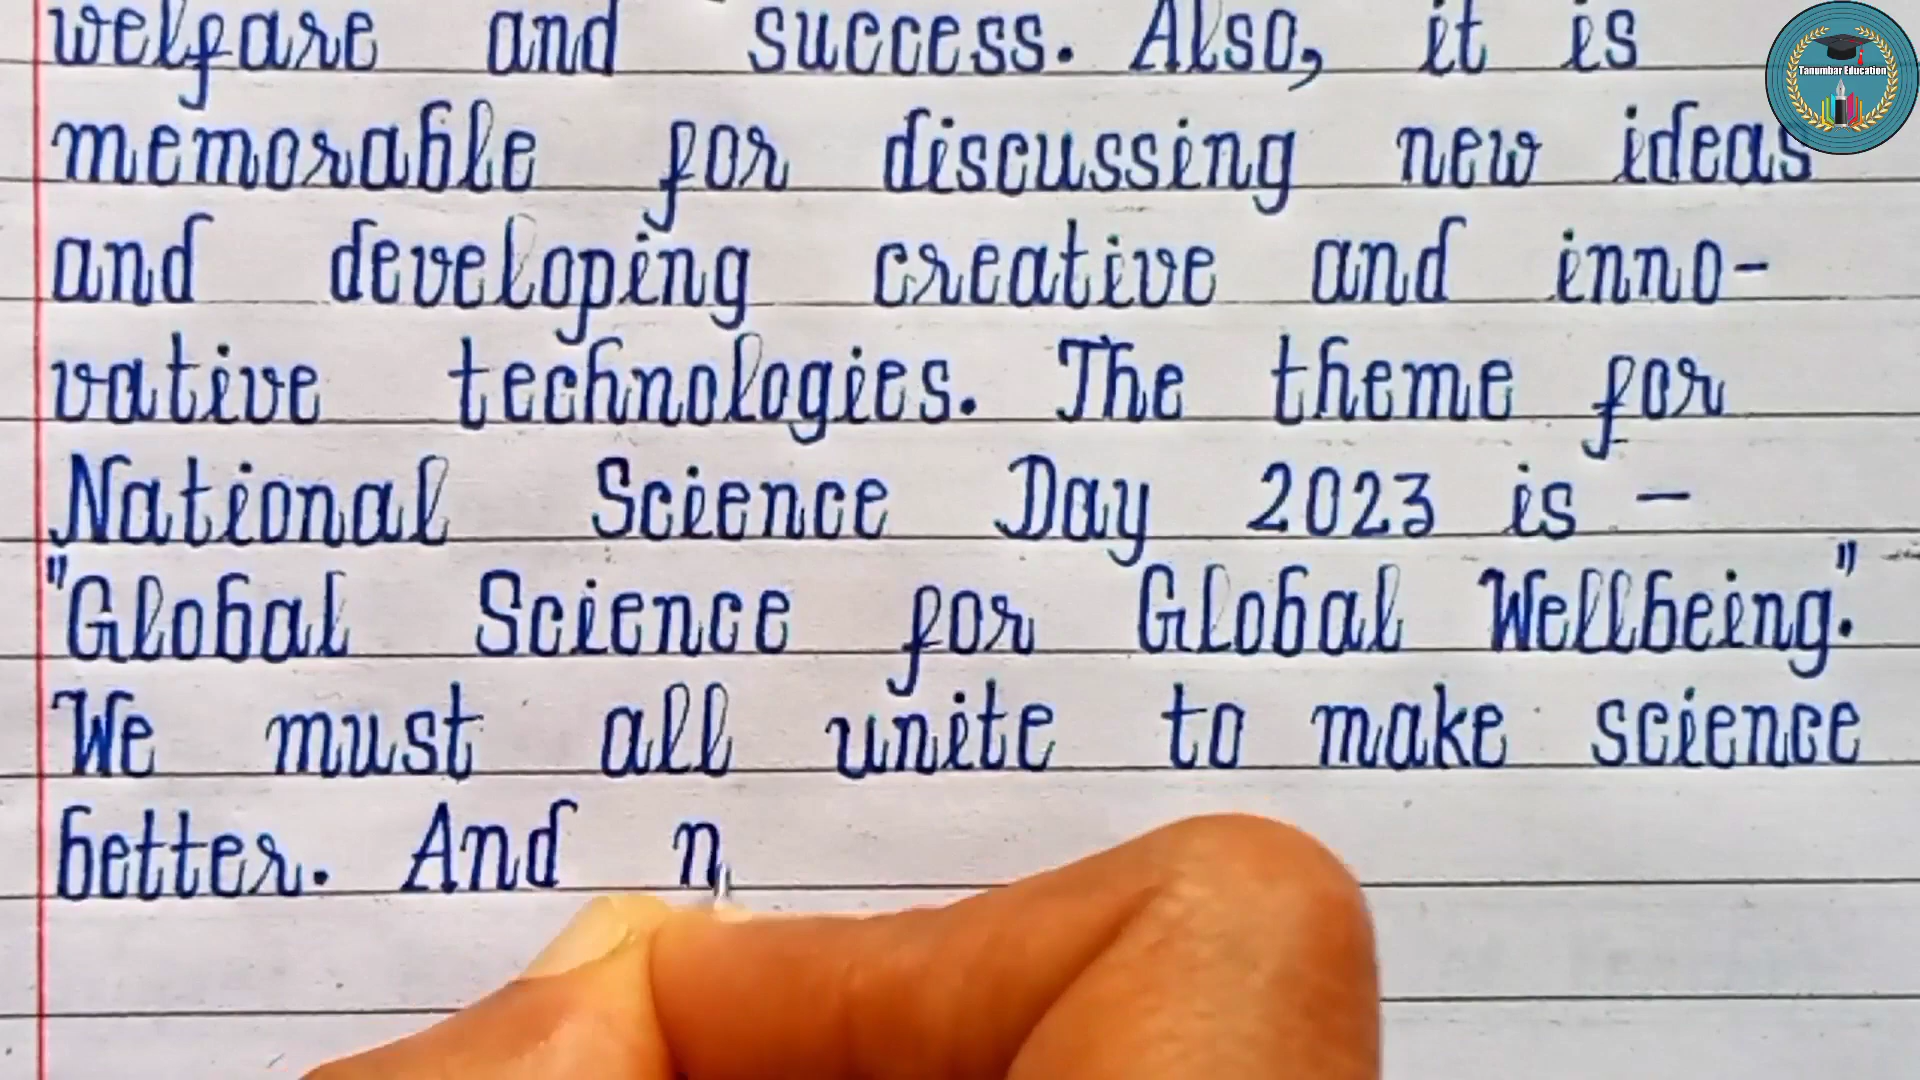 welfare and success. Also, it is
memorable for discussing new ideas
and developing creative and inno-
vative technologies. The theme for
National Science Day 2023 is -
"Global Science for Global Wellbeing."
We must all unite to make science
better. And n
Tanumbar Education